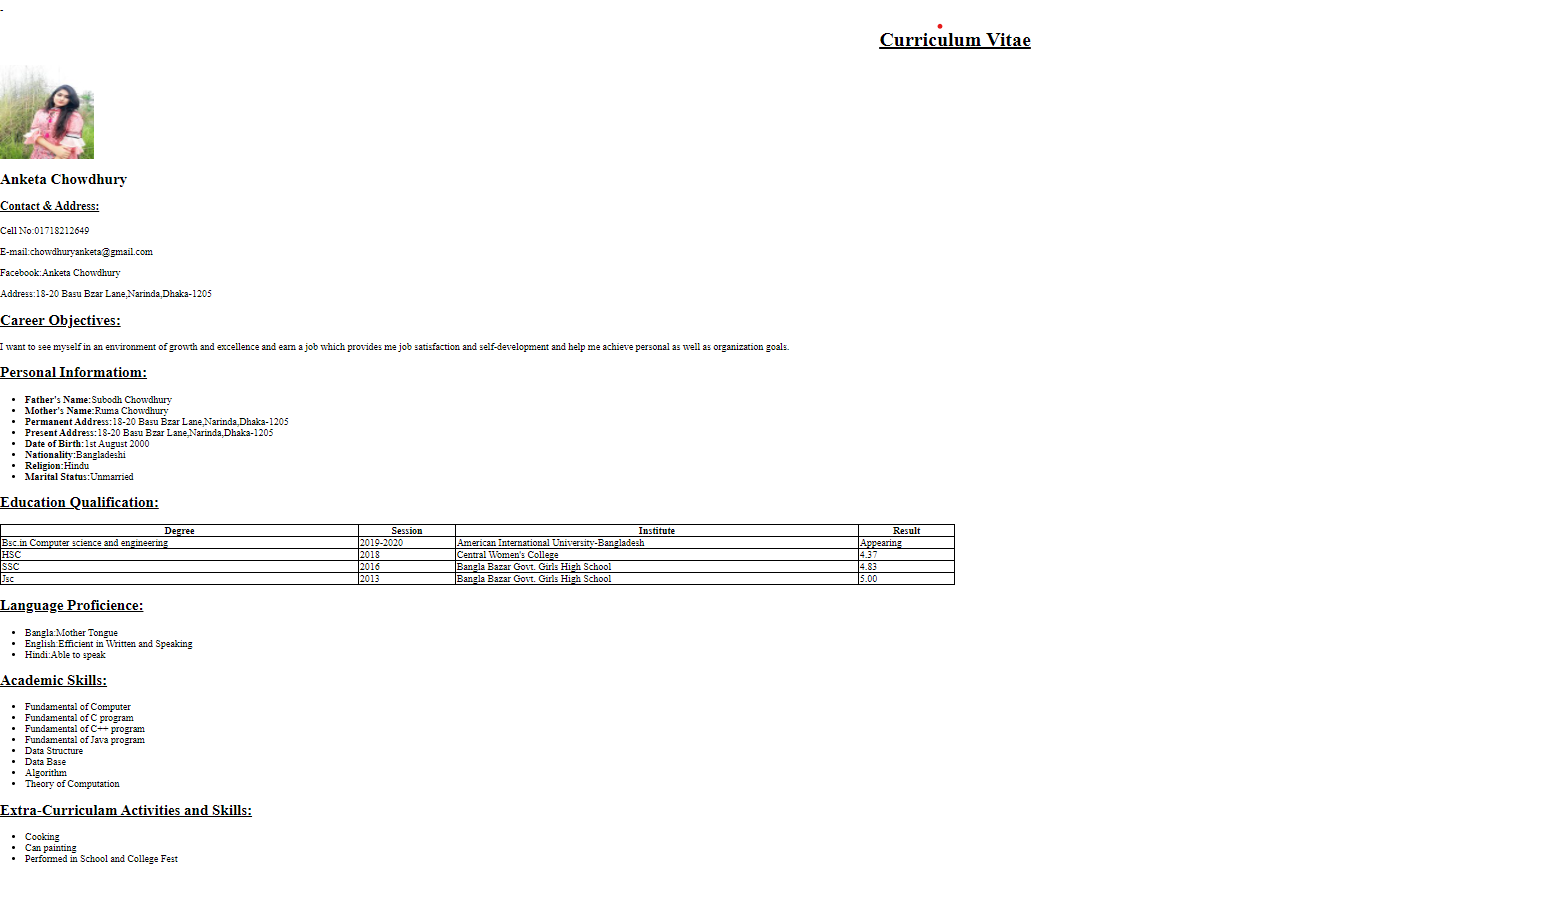 -
Curriculum Vitae
Anketa Chowdhury
Contact & Address:
Cell No:01718212649
E-mail:chowdhuryanketa@gmail.com
Facebook:Anketa Chowdhury
Address:18-20 Basu Bzar Lane,Narinda,Dhaka-1205
Career Objectives:
I want to see myself in an environment of growth and excellence and earn a job which provides me job satisfaction and self-development and help me achieve personal as well as organization goals.
Personal Informatiom:
• Father's Name:Subodh Chowdhury
• Mother's Name:Ruma Chowdhury
• Permanent Address:18-20 Basu Bzar Lane,Narinda,Dhaka-1205
• Present Address:18-20 Basu Bzar Lane,Narinda,Dhaka-1205
• Date of Birth:1st August 2000
• Nationality:Bangladeshi
• Religion:Hindu
• Marital Status:Unmarried
Education Qualification:
Degree Session Institute Result
Bsc.in Computer science and engineering 2019-2020 American International University-Bangladesh Appearing
HSC 2018 Central Women's College 4.37
SSC 2016 Bangla Bazar Govt. Girls High School 4.83
Jsc 2013 Bangla Bazar Govt. Girls High School 5.00
Language Proficience:
• Bangla:Mother Tongue
• English:Efficient in Written and Speaking
• Hindi:Able to speak
Academic Skills:
• Fundamental of Computer
• Fundamental of C program
• Fundamental of C++ program
• Fundamental of Java program
• Data Structure
• Data Base
• Algorithm
• Theory of Computation
Extra-Curriculam Activities and Skills:
• Cooking
• Can painting
• Performed in School and College Fest